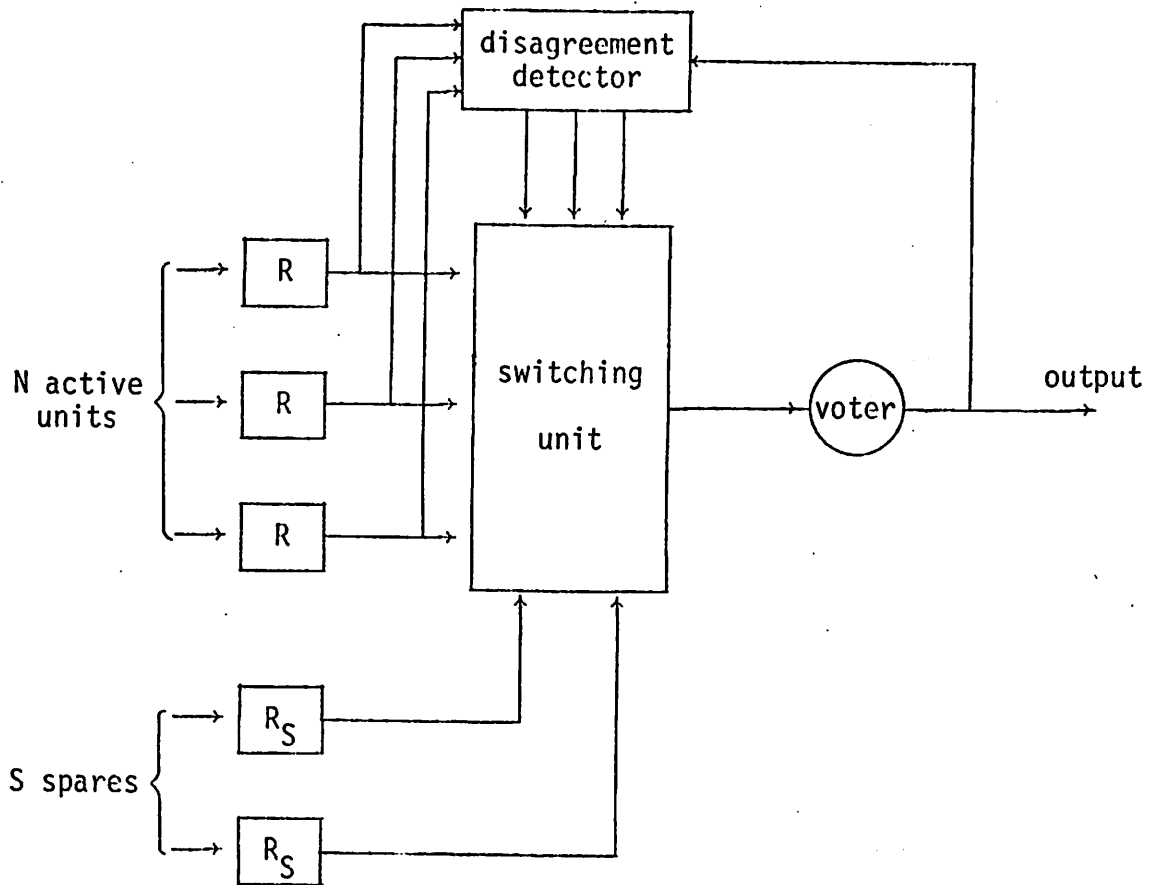 disagreement
detector
R
N active
units
R
R
switching
unit
voter
output
S spares
R_S
R_S